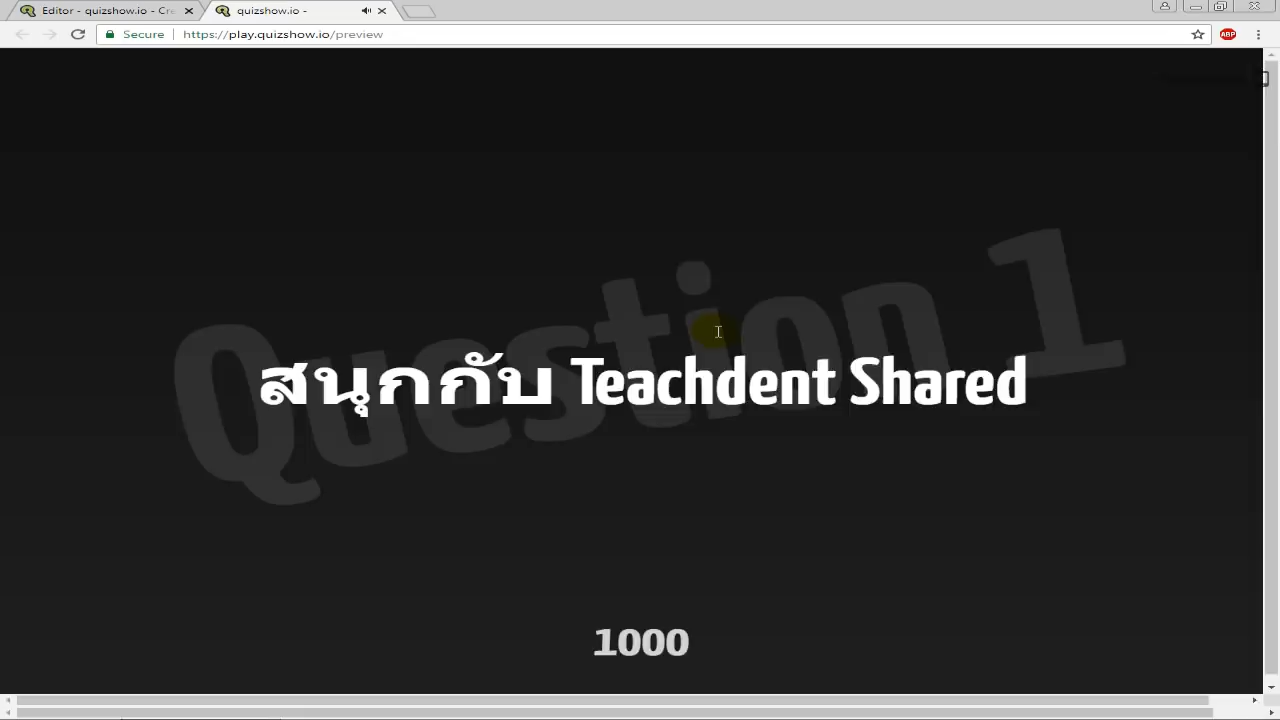 Editor - quizshow.io - Cre
quizshow.io -
Secure
https://play.quizshow.io/preview
ABP
Question 1
สนุกกับ Teachdent Shared
1000